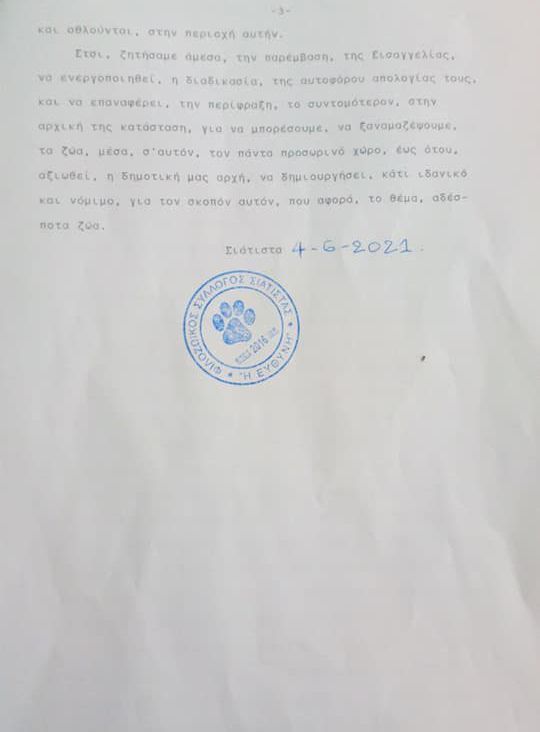 -3-
και αθλούνται, στην περιοχή αυτήν.
Ετσι, ζητήσαμε άμεσα, την παρέμβαση, της Εισαγγελίας,
να ενεργοποιηθεί, η διαδικασία, της αυτοφόρου απολογίας τους,
και να επαναφέρει, την περίφραξη, το συντομότερον, στην
αρχική της κατάσταση, για να μπορέσουμε, να ξαναμαζέψουμε,
τα ζώα, μέσα, σ'αυτόν, τον πάντα προσωρινό χώρο, έως ότου,
αξιωθεί, η δημοτική μας αρχή, να δημιουργήσει, κάτι ιδανικό
και νόμιμο, για τον σκοπόν αυτόν, που αφορά, το θέμα, αδέσ-
ποτα ζώα.
Σιάτιστα 4-6-2021.
ΦΙΛΟΖΩΙΚΟΣ ΣΥΛΛΟΓΟΣ ΣΙΑΤΙΣΤΑΣ
2016
* "Η ΕΥΘΥΝΗ" *